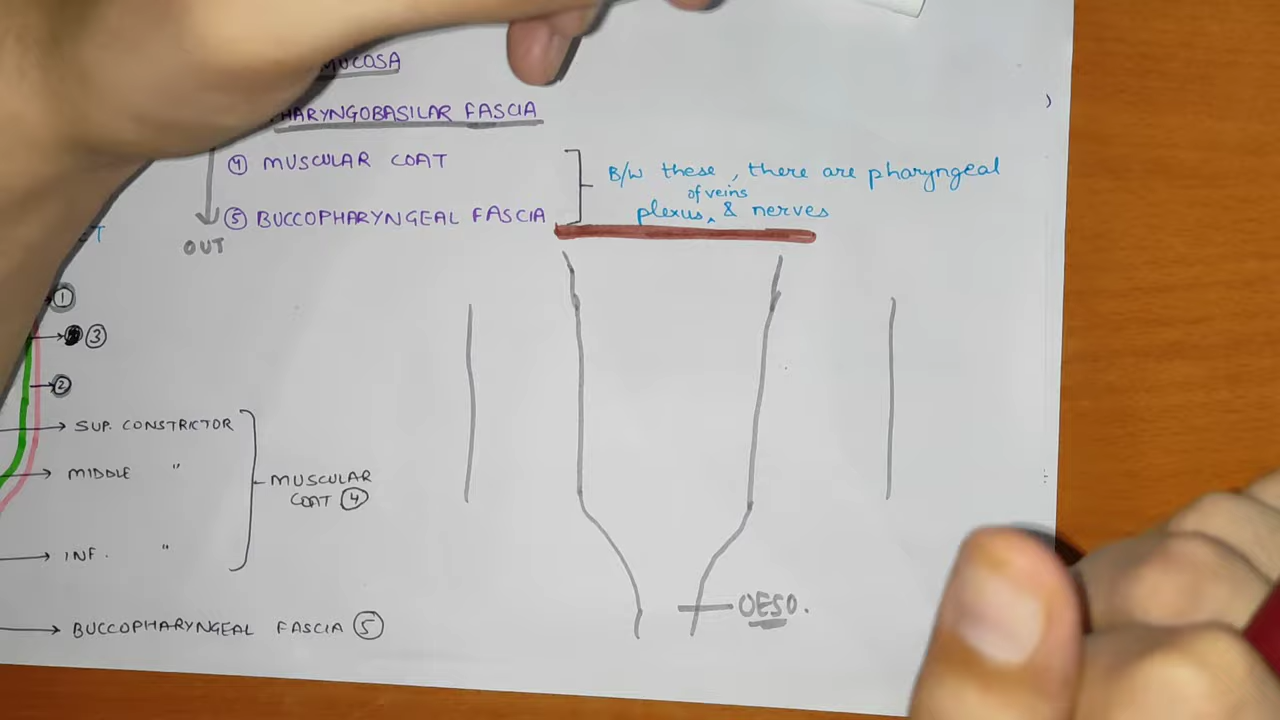 MUCOSA
PHARYNGOBASILAR FASCIA
④ MUSCULAR COAT
⑤ BUCCOPHARYNGEAL FASCIA
B/W these, there are pharyngeal
of veins
plexus ^ & nerves
OUT
①
③
②
SUP. CONSTRICTOR
MIDDLE "
INF. "
MUSCULAR
COAT ④
BUCCOPHARYNGEAL FASCIA ⑤
OESO.